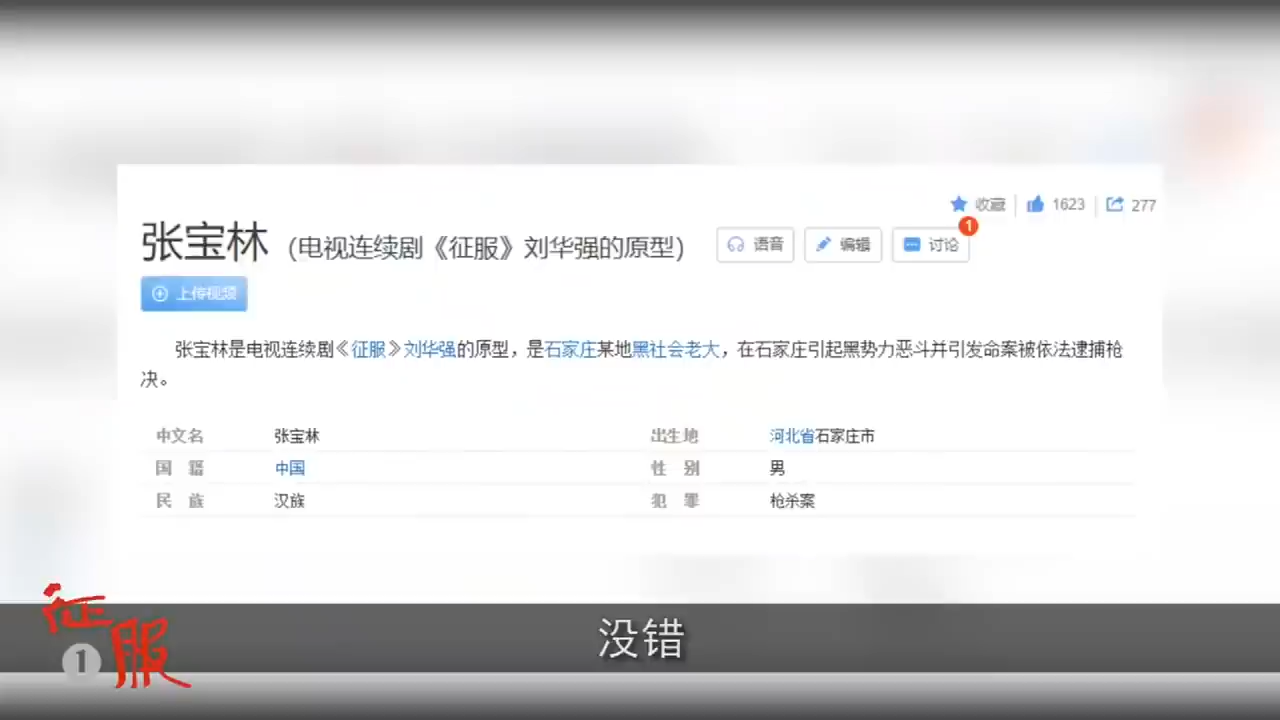 收藏 1623 277
张宝林 (电视连续剧《征服》刘华强的原型) 语音 编辑 讨论 1
上传视频
张宝林是电视连续剧《征服》刘华强的原型，是石家庄某地黑社会老大，在石家庄引起黑势力恶斗并引发命案被依法逮捕枪
决。
中文名 张宝林 出生地 河北省石家庄市
国 籍 中国 性 别 男
民 族 汉族 犯 罪 枪杀案
没错
征服
1